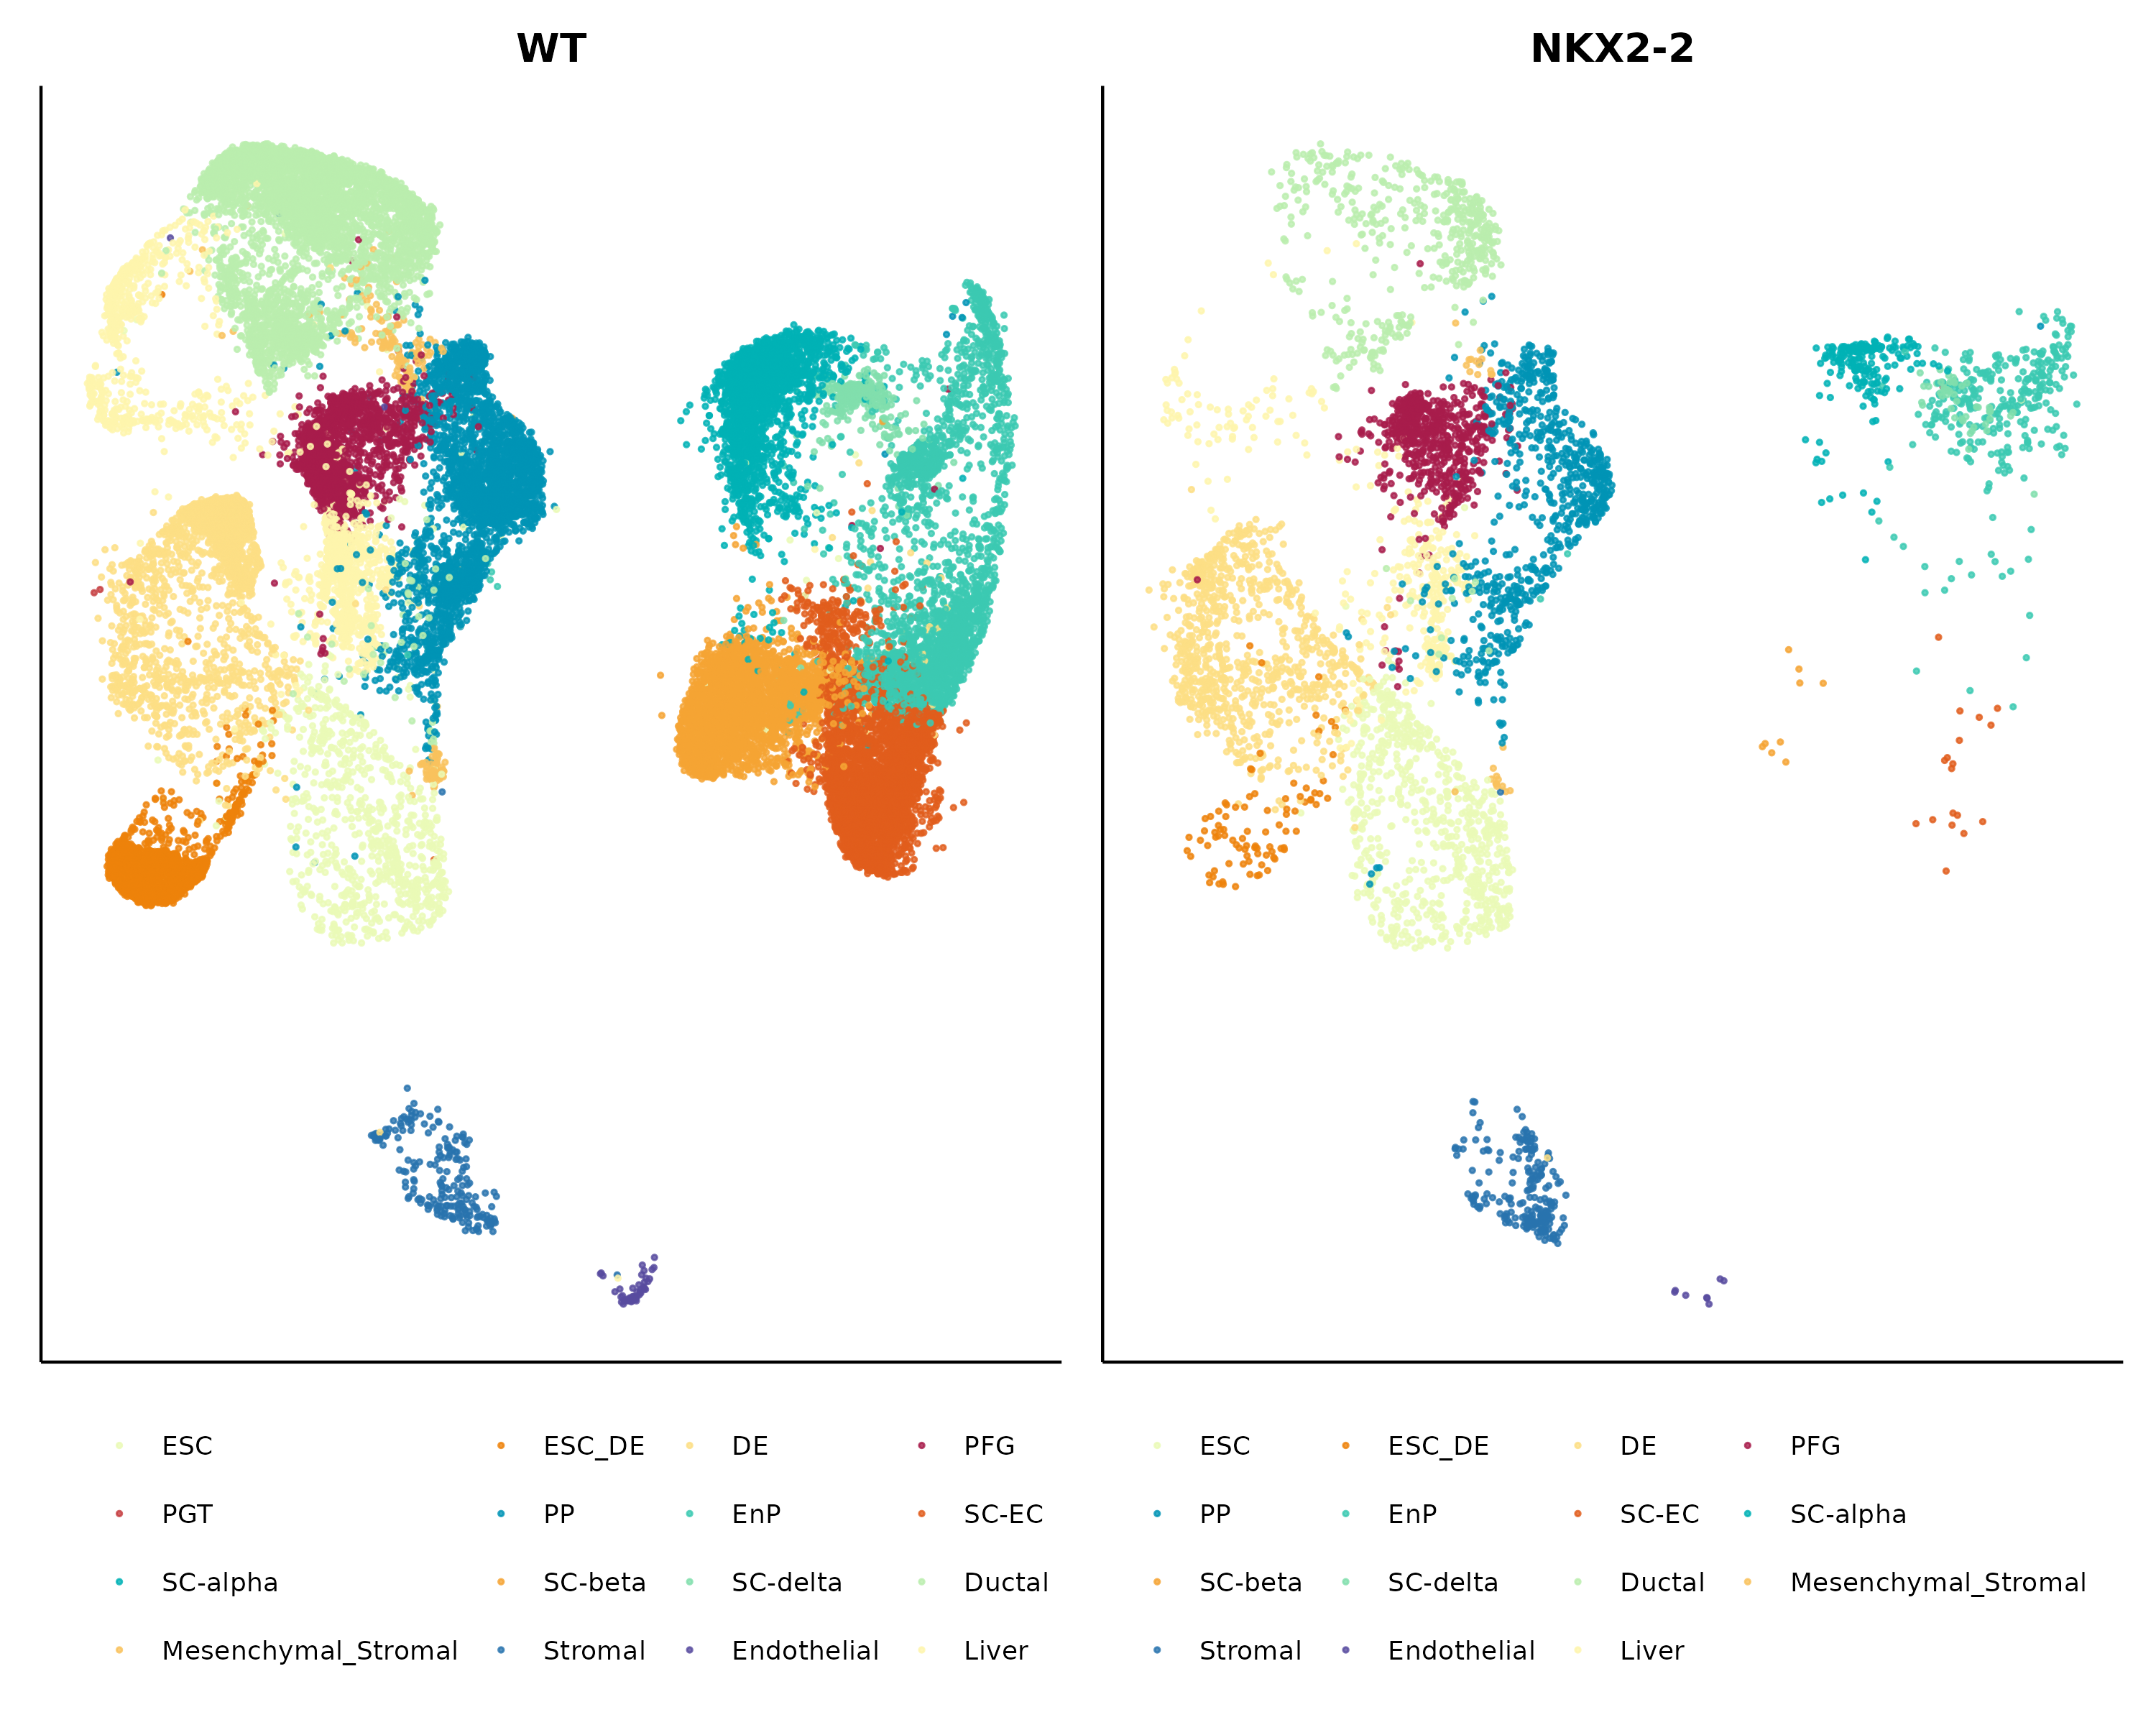 WT
NKX2-2
ESC ESC_DE DE PFG ESC ESC_DE DE PFG
PGT PP EnP SC-EC PP EnP SC-EC SC-alpha
SC-alpha SC-beta SC-delta Ductal SC-beta SC-delta Ductal Mesenchymal_Stromal
Mesenchymal_Stromal Stromal Endothelial Liver Stromal Endothelial Liver